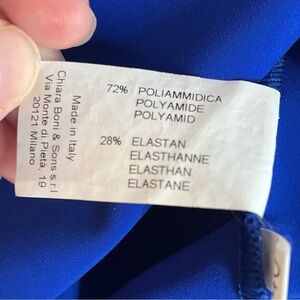 72% POLIAMMIDICA
POLYAMIDE
POLYAMID
28% ELASTAN
ELASTHANNE
ELASTHAN
ELASTANE
Made in Italy
Chiara Boni & Sons s.r.l
Via Monte di Pietà, 19
20121 Milano